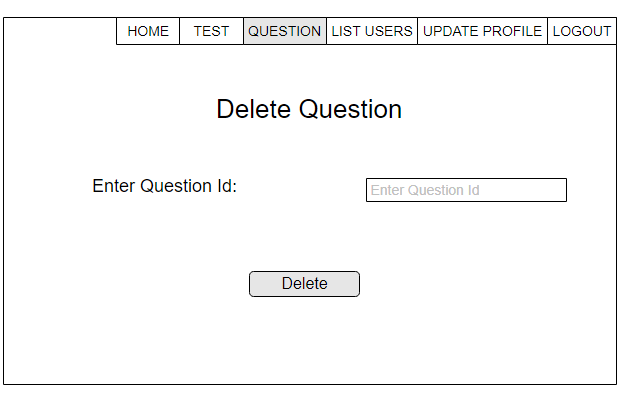 HOME TEST QUESTION LIST USERS UPDATE PROFILE LOGOUT
Delete Question
Enter Question Id: Enter Question Id
Delete